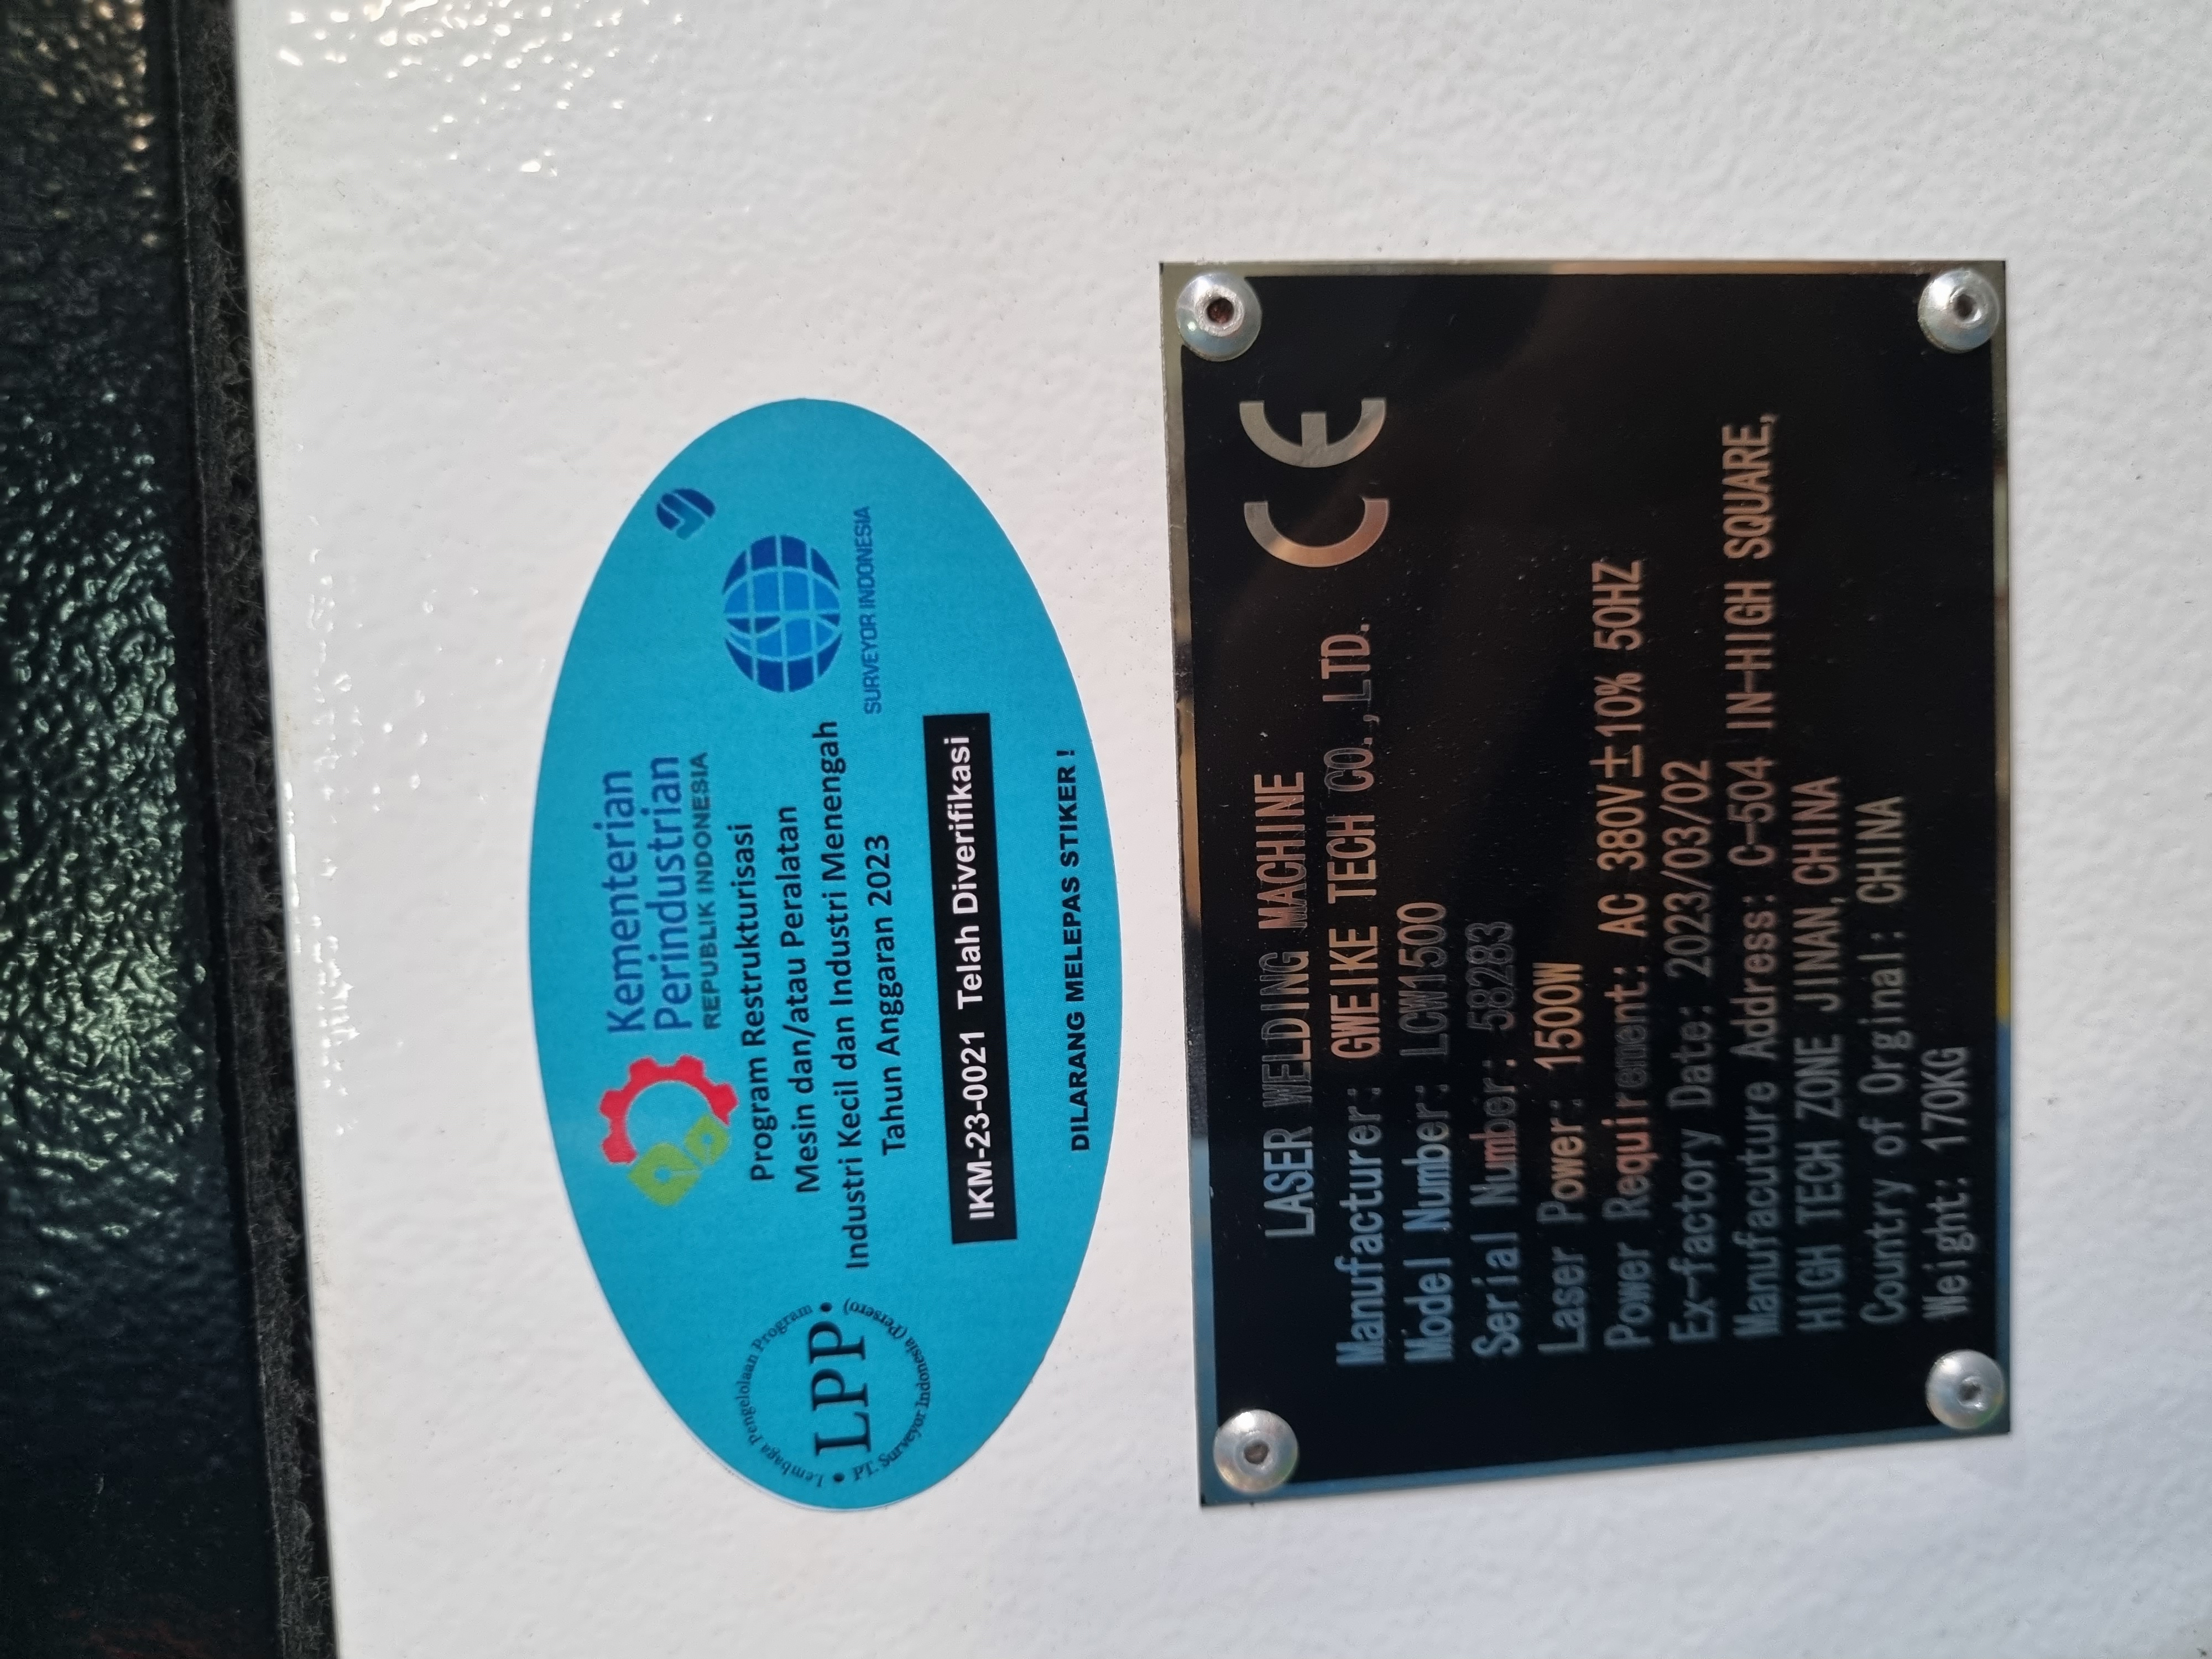 Kementerian
Perindustrian
REPUBLIK INDONESIA
Program Restrukturisasi
Mesin dan/atau Peralatan
Industri Kecil dan Industri Menengah
Tahun Anggaran 2023
Lembaga Pengelolaan Program
LPP
PT. Surveyor Indonesia (Persero)
SURVEYOR INDONESIA
IKM-23-0021 Telah Diverifikasi
DILARANG MELEPAS STIKER !
LASER WELDING MACHINE
CE
Manufacturer: GWEIKE TECH CO.,LTD.
Model Number: LCW1500
Serial Number: 58283
Laser Power: 1500W
Power Requirement: AC 380V±10% 50HZ
Ex-factory Date: 2023/03/02
Manufacuture Address: C-504 IN-HIGH SQUARE,
HIGH TECH ZONE JINAN,CHINA
Country of Orginal: CHINA
Weight: 170KG